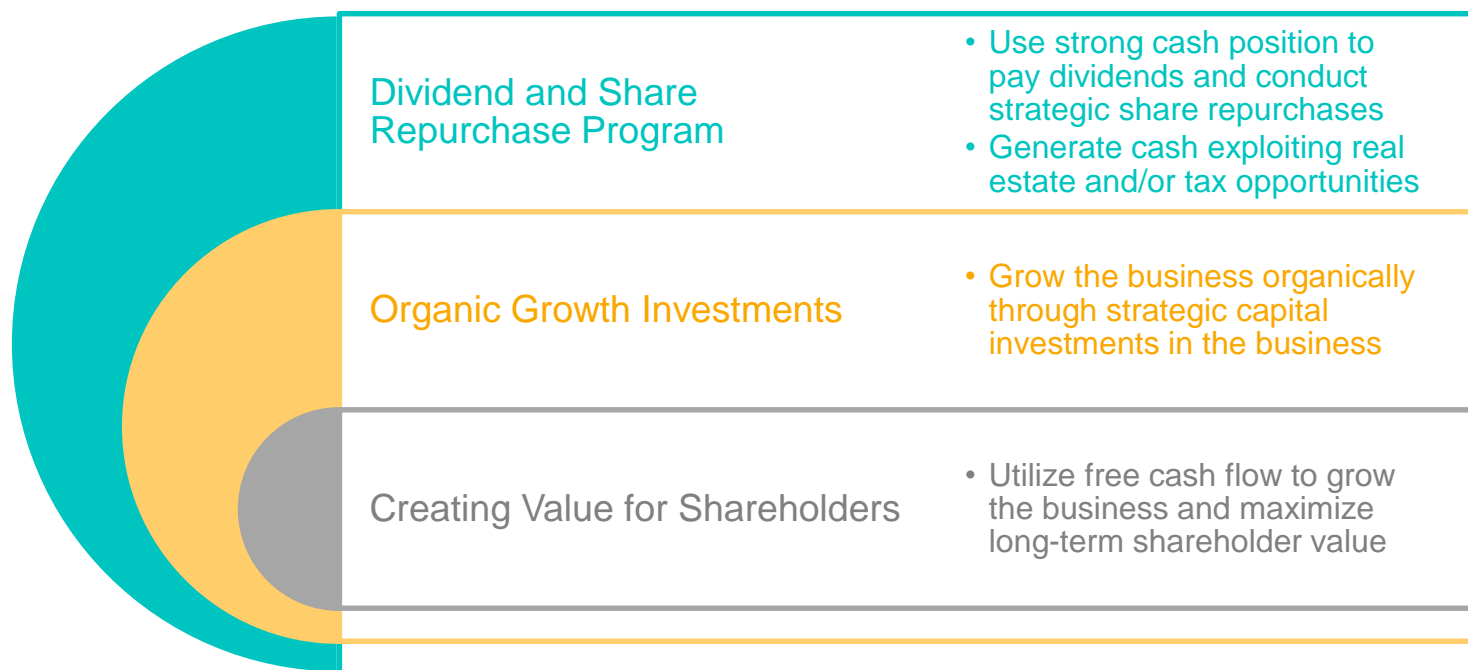 Dividend and Share
Repurchase Program
• Use strong cash position to
pay dividends and conduct
strategic share repurchases
• Generate cash exploiting real
estate and/or tax opportunities
Organic Growth Investments
• Grow the business organically
through strategic capital
investments in the business
Creating Value for Shareholders
• Utilize free cash flow to grow
the business and maximize
long-term shareholder value